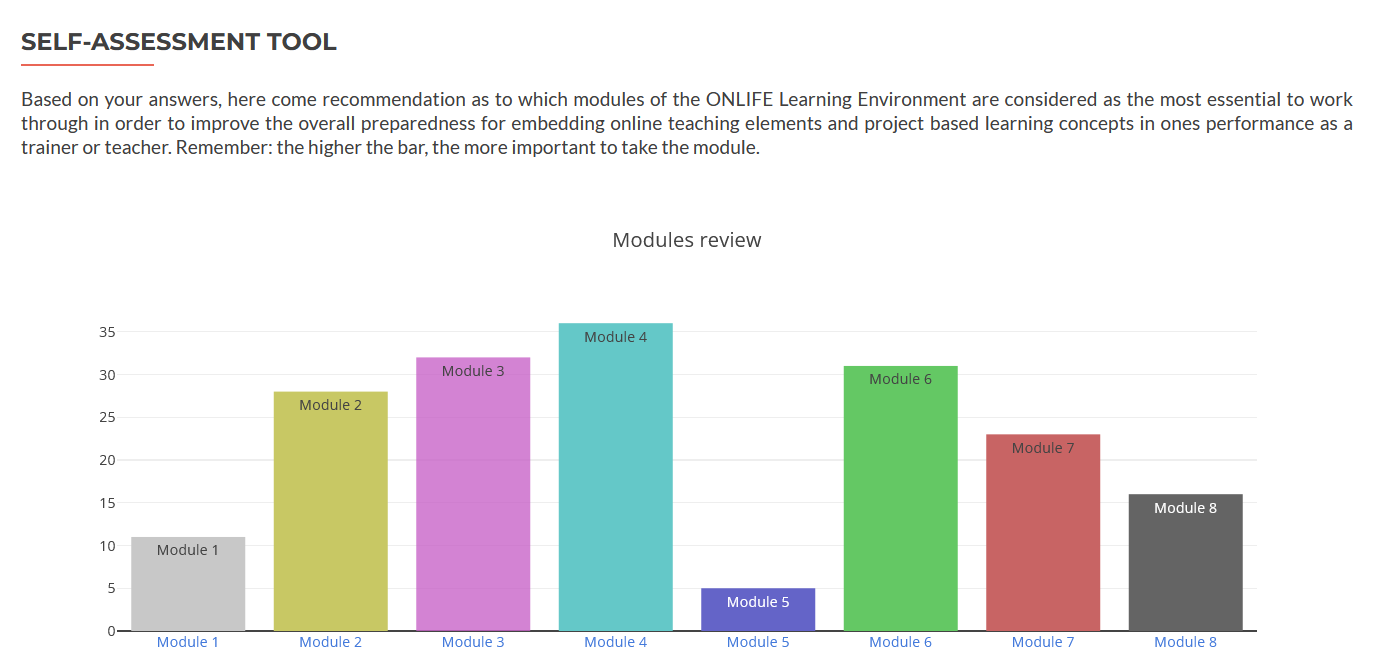 SELF-ASSESSMENT TOOL
Based on your answers, here come recommendation as to which modules of the ONLIFE Learning Environment are considered as the most essential to work
through in order to improve the overall preparedness for embedding online teaching elements and project based learning concepts in ones performance as a
trainer or teacher. Remember: the higher the bar, the more important to take the module.
Modules review
35
30
25
20
15
10
5
0
Module 4
Module 3
Module 6
Module 2
Module 7
Module 8
Module 1
Module 5
Module 1 Module 2 Module 3 Module 4 Module 5 Module 6 Module 7 Module 8